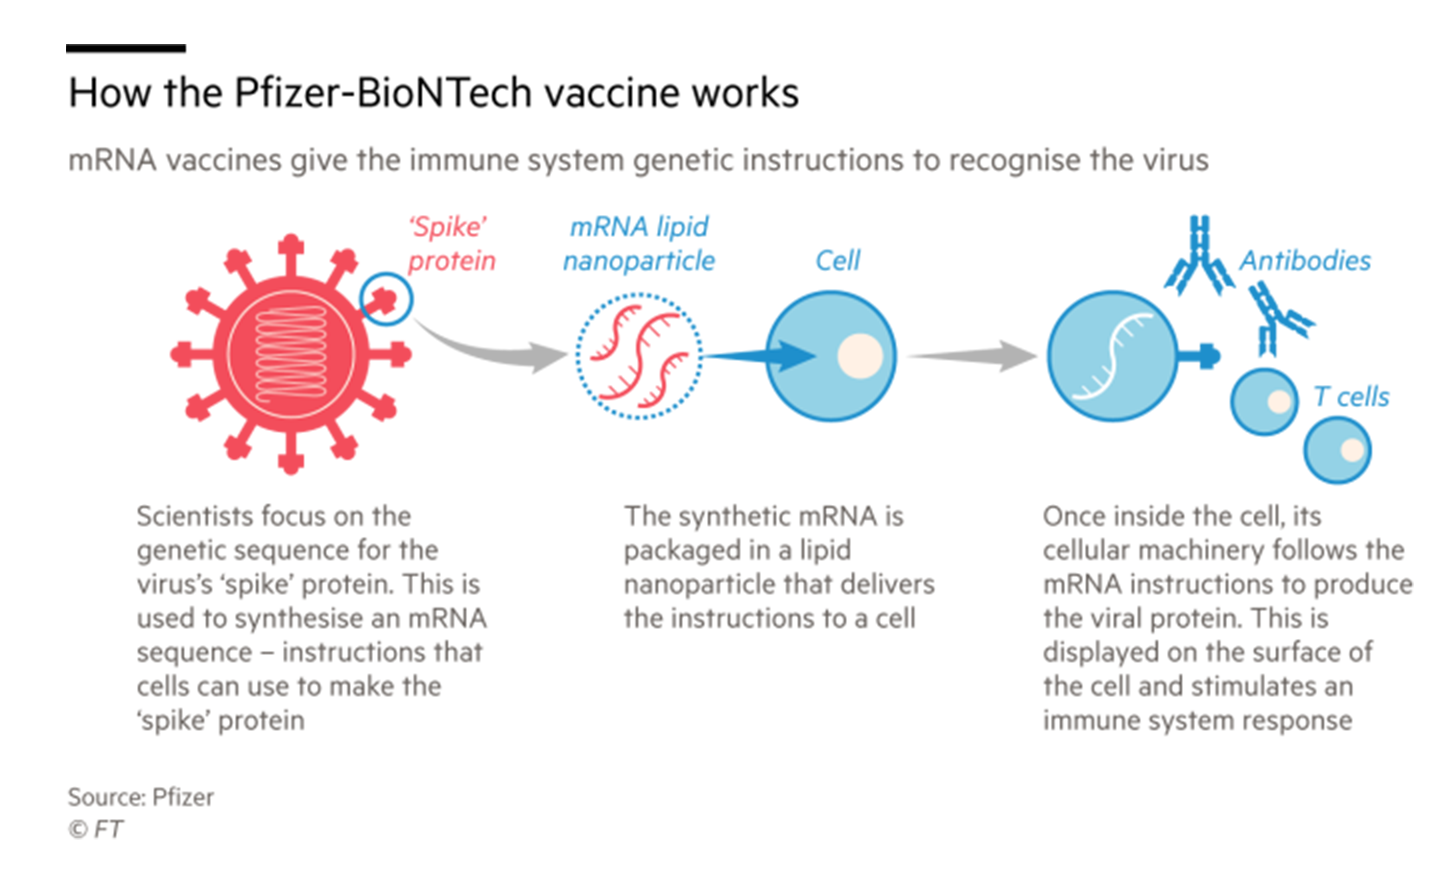 How the Pfizer-BioNTech vaccine works
mRNA vaccines give the immune system genetic instructions to recognise the virus
‘Spike’
protein
mRNA lipid
nanoparticle
Cell
Antibodies
T cells
Scientists focus on the
genetic sequence for the
virus’s ‘spike’ protein. This is
used to synthesise an mRNA
sequence – instructions that
cells can use to make the
‘spike’ protein
The synthetic mRNA is
packaged in a lipid
nanoparticle that delivers
the instructions to a cell
Once inside the cell, its
cellular machinery follows the
mRNA instructions to produce
the viral protein. This is
displayed on the surface of
the cell and stimulates an
immune system response
Source: Pfizer
© FT